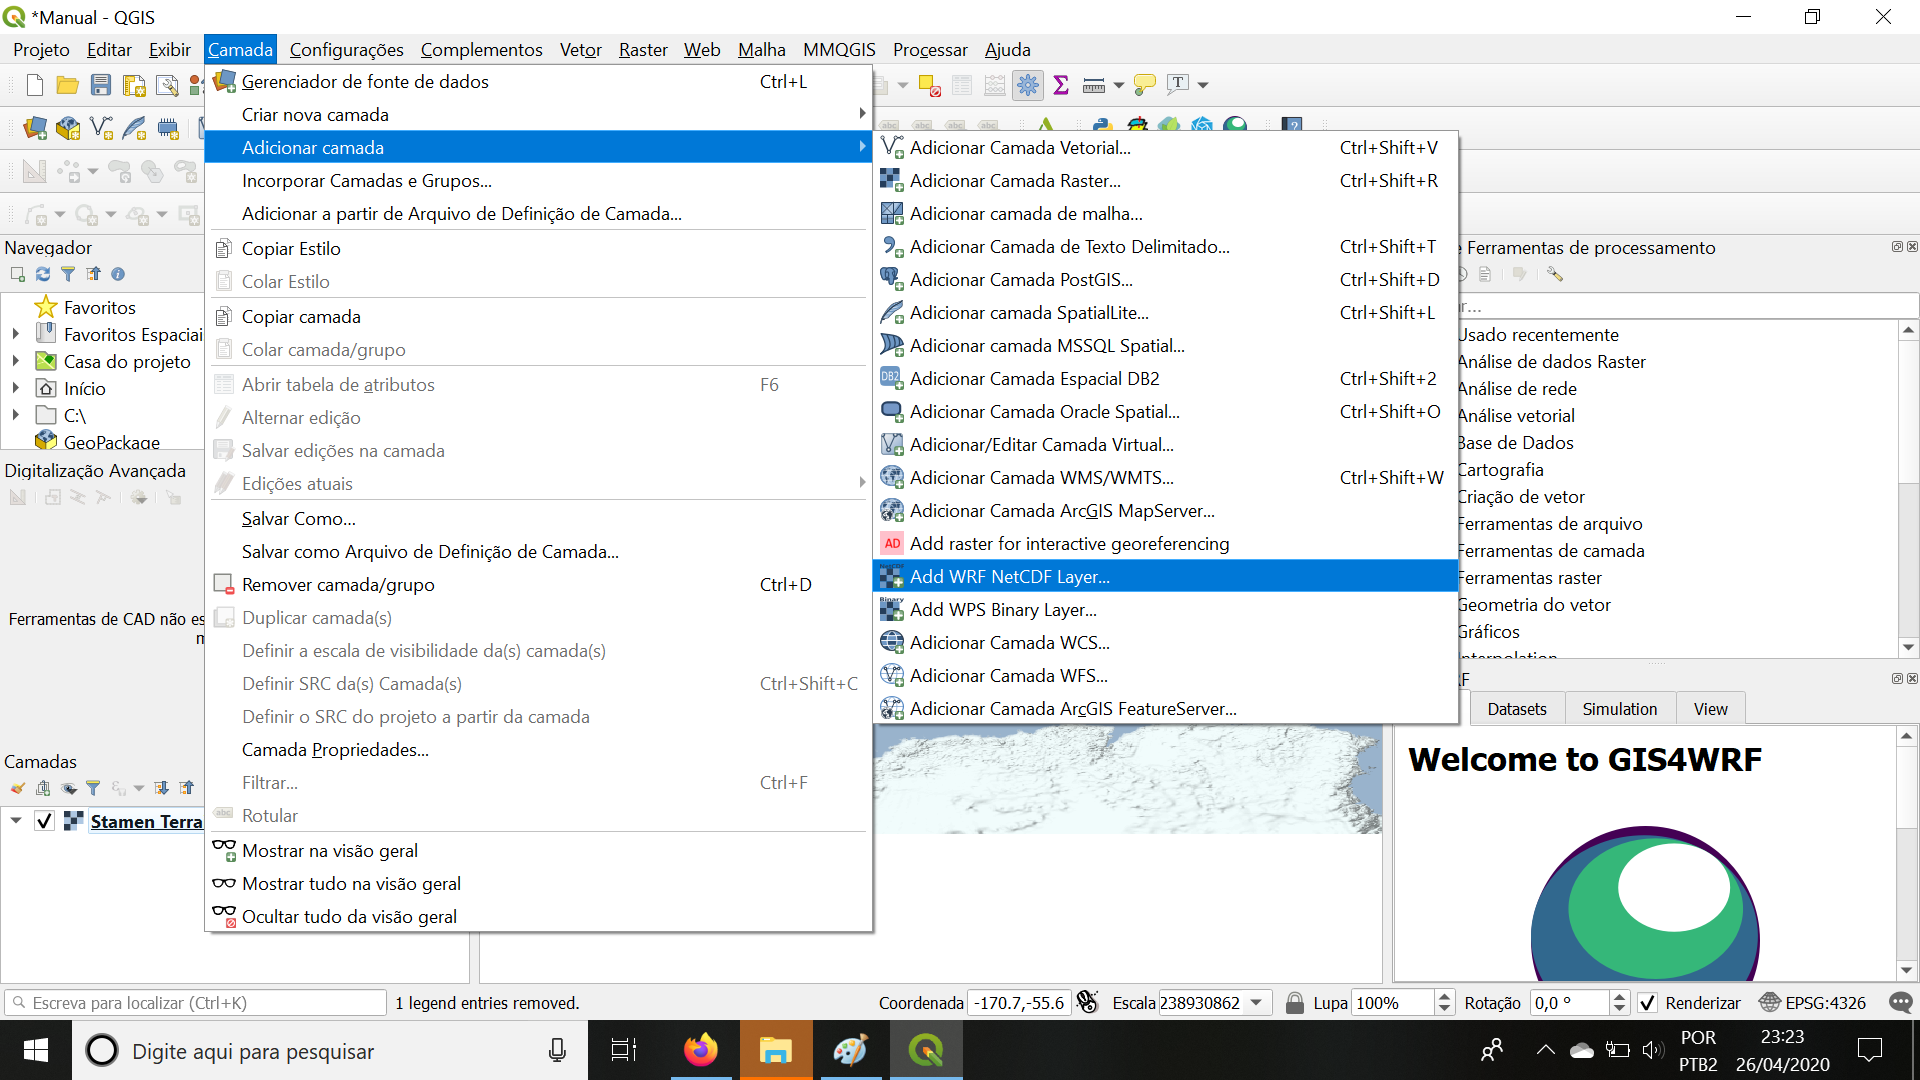 *Manual - QGIS
Projeto Editar Exibir Camada Configurações Complementos Vetor Raster Web Malha MMQGIS Processar Ajuda
Gerenciador de fonte de dados Ctrl+L
Criar nova camada
Adicionar camada
Incorporar Camadas e Grupos...
Adicionar a partir de Arquivo de Definição de Camada...
Copiar Estilo
Colar Estilo
Copiar camada
Colar camada/grupo
Abrir tabela de atributos F6
Alternar edição
Salvar edições na camada
Edições atuais
Salvar Como...
Salvar como Arquivo de Definição de Camada...
Remover camada/grupo Ctrl+D
Duplicar camada(s)
Definir a escala de visibilidade da(s) camada(s)
Definir SRC da(s) Camada(s) Ctrl+Shift+C
Definir o SRC do projeto a partir da camada
Camada Propriedades...
Filtrar... Ctrl+F
Rotular
Mostrar na visão geral
Mostrar tudo na visão geral
Ocultar tudo da visão geral
Adicionar Camada Vetorial... Ctrl+Shift+V
Adicionar Camada Raster... Ctrl+Shift+R
Adicionar camada de malha...
Adicionar Camada de Texto Delimitado... Ctrl+Shift+T
Adicionar Camada PostGIS... Ctrl+Shift+D
Adicionar camada SpatialLite... Ctrl+Shift+L
Adicionar camada MSSQL Spatial...
DB2 Adicionar Camada Espacial DB2 Ctrl+Shift+2
Adicionar Camada Oracle Spatial... Ctrl+Shift+O
Adicionar/Editar Camada Virtual...
Adicionar Camada WMS/WMTS... Ctrl+Shift+W
Adicionar Camada ArcGIS MapServer...
AD Add raster for interactive georeferencing
Add WRF NetCDF Layer...
Binary Add WPS Binary Layer...
Adicionar Camada WCS...
Adicionar Camada WFS...
Adicionar Camada ArcGIS FeatureServer...
Navegador
Favoritos
Favoritos Espaciai
Casa do projeto
Início
C:\
GeoPackage
Digitalização Avançada
Ferramentas de CAD não es
Camadas
Stamen Terra
e Ferramentas de processamento
Usado recentemente
Análise de dados Raster
Análise de rede
Análise vetorial
Base de Dados
Cartografia
Criação de vetor
Ferramentas de arquivo
Ferramentas de camada
Ferramentas raster
Geometria do vetor
Gráficos
Interpolation
Datasets Simulation View
Welcome to GIS4WRF
Escreva para localizar (Ctrl+K) 1 legend entries removed. Coordenada -170.7,-55.6 Escala 238930862 Lupa 100% Rotação 0,0 ° Renderizar EPSG:4326
Digite aqui para pesquisar
POR
PTB2
23:23
26/04/2020